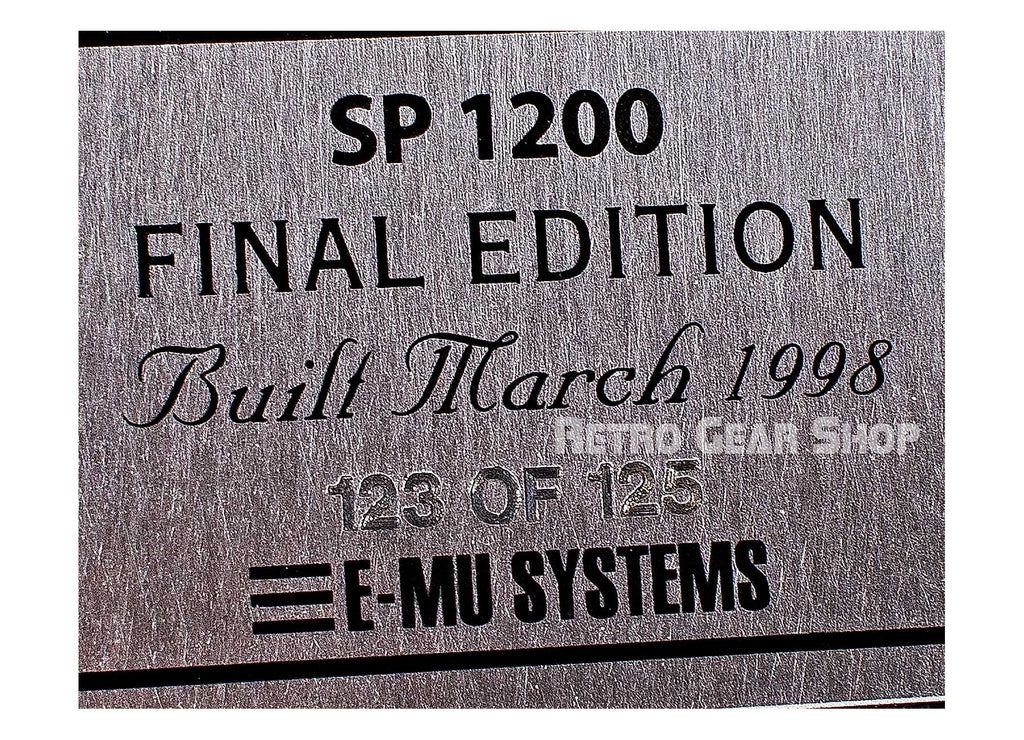 SP 1200
FINAL EDITION
Built March 1998
RETRO GEAR SHOP
123 OF 125
E-MU SYSTEMS